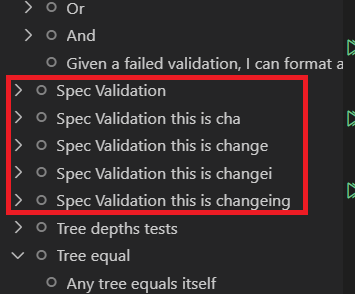 Or
And
Given a failed validation, I can format a
Spec Validation
Spec Validation this is cha
Spec Validation this is change
Spec Validation this is changei
Spec Validation this is changeing
Tree depths tests
Tree equal
Any tree equals itself